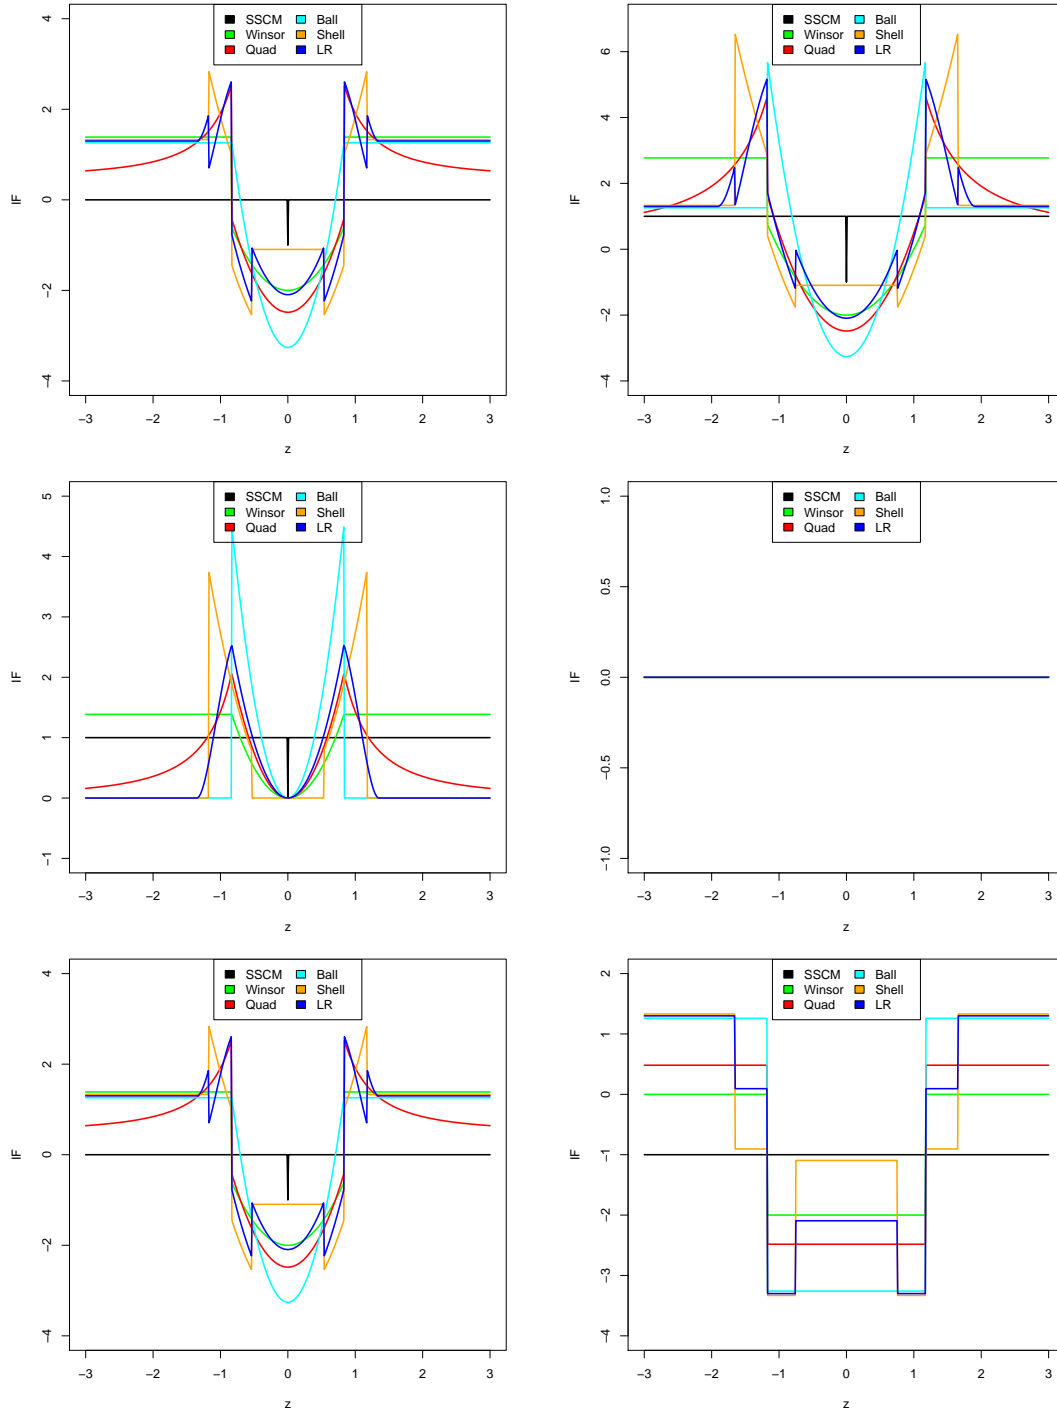 SSCM Ball
Winsor Shell
Quad LR
4
2
0
−2
−4
IF
−3 −2 −1 0 1 2 3
z
SSCM Ball
Winsor Shell
Quad LR
6
4
2
0
−2
−4
IF
−3 −2 −1 0 1 2 3
z
SSCM Ball
Winsor Shell
Quad LR
5
4
3
2
1
0
−1
IF
−3 −2 −1 0 1 2 3
z
SSCM Ball
Winsor Shell
Quad LR
1.0
0.5
0.0
−0.5
−1.0
IF
−3 −2 −1 0 1 2 3
z
SSCM Ball
Winsor Shell
Quad LR
4
2
0
−2
−4
IF
−3 −2 −1 0 1 2 3
z
SSCM Ball
Winsor Shell
Quad LR
2
1
0
−1
−2
−3
−4
IF
−3 −2 −1 0 1 2 3
z